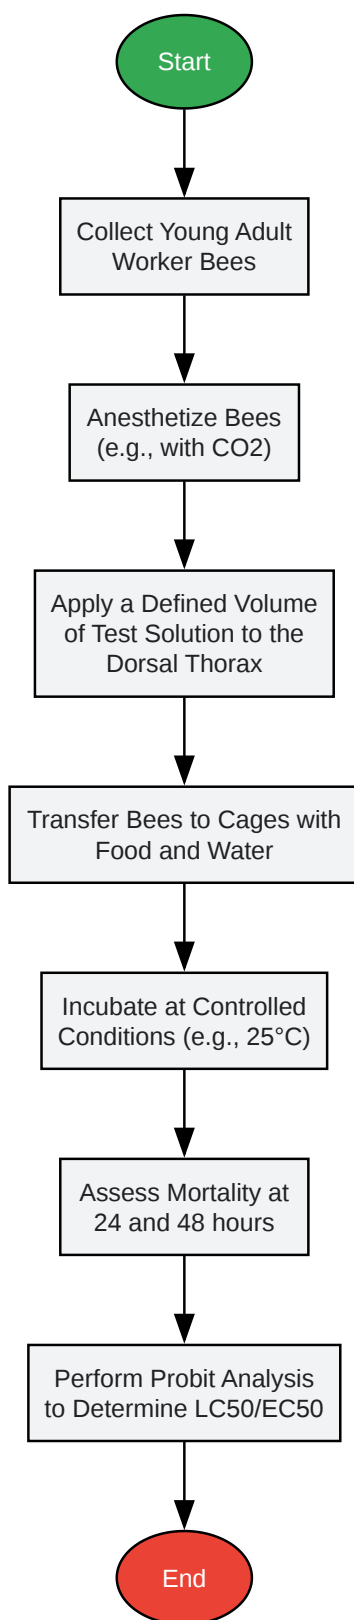 Start
Collect Young Adult
Worker Bees
Anesthetize Bees
(e.g., with CO2)
Apply a Defined Volume
of Test Solution to the
Dorsal Thorax
Transfer Bees to Cages with
Food and Water
Incubate at Controlled
Conditions (e.g., 25°C)
Assess Mortality at
24 and 48 hours
Perform Probit Analysis
to Determine LC50/EC50
End